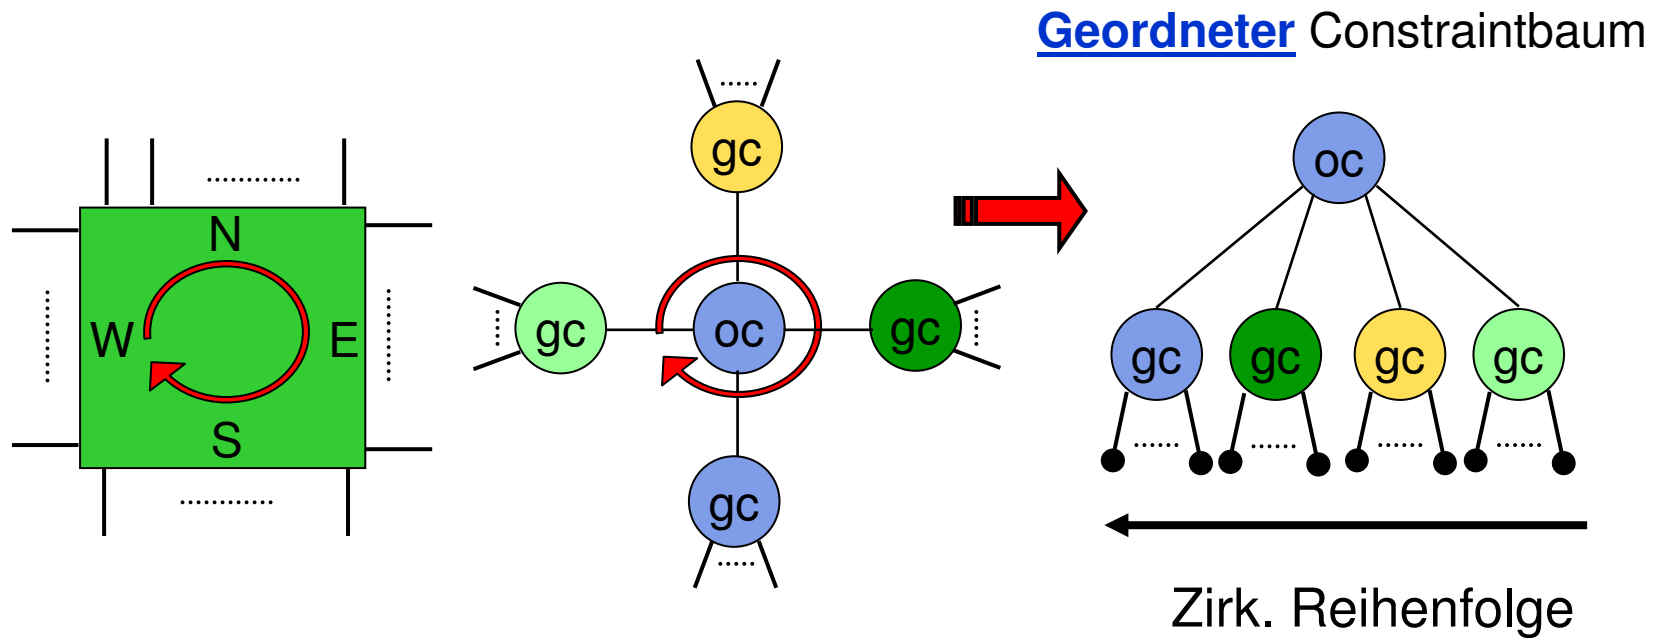 Geordneter Constraintbaum
N
W
E
S
gc
gc
oc
gc
gc
oc
gc
gc
gc
gc
Zirk. Reihenfolge